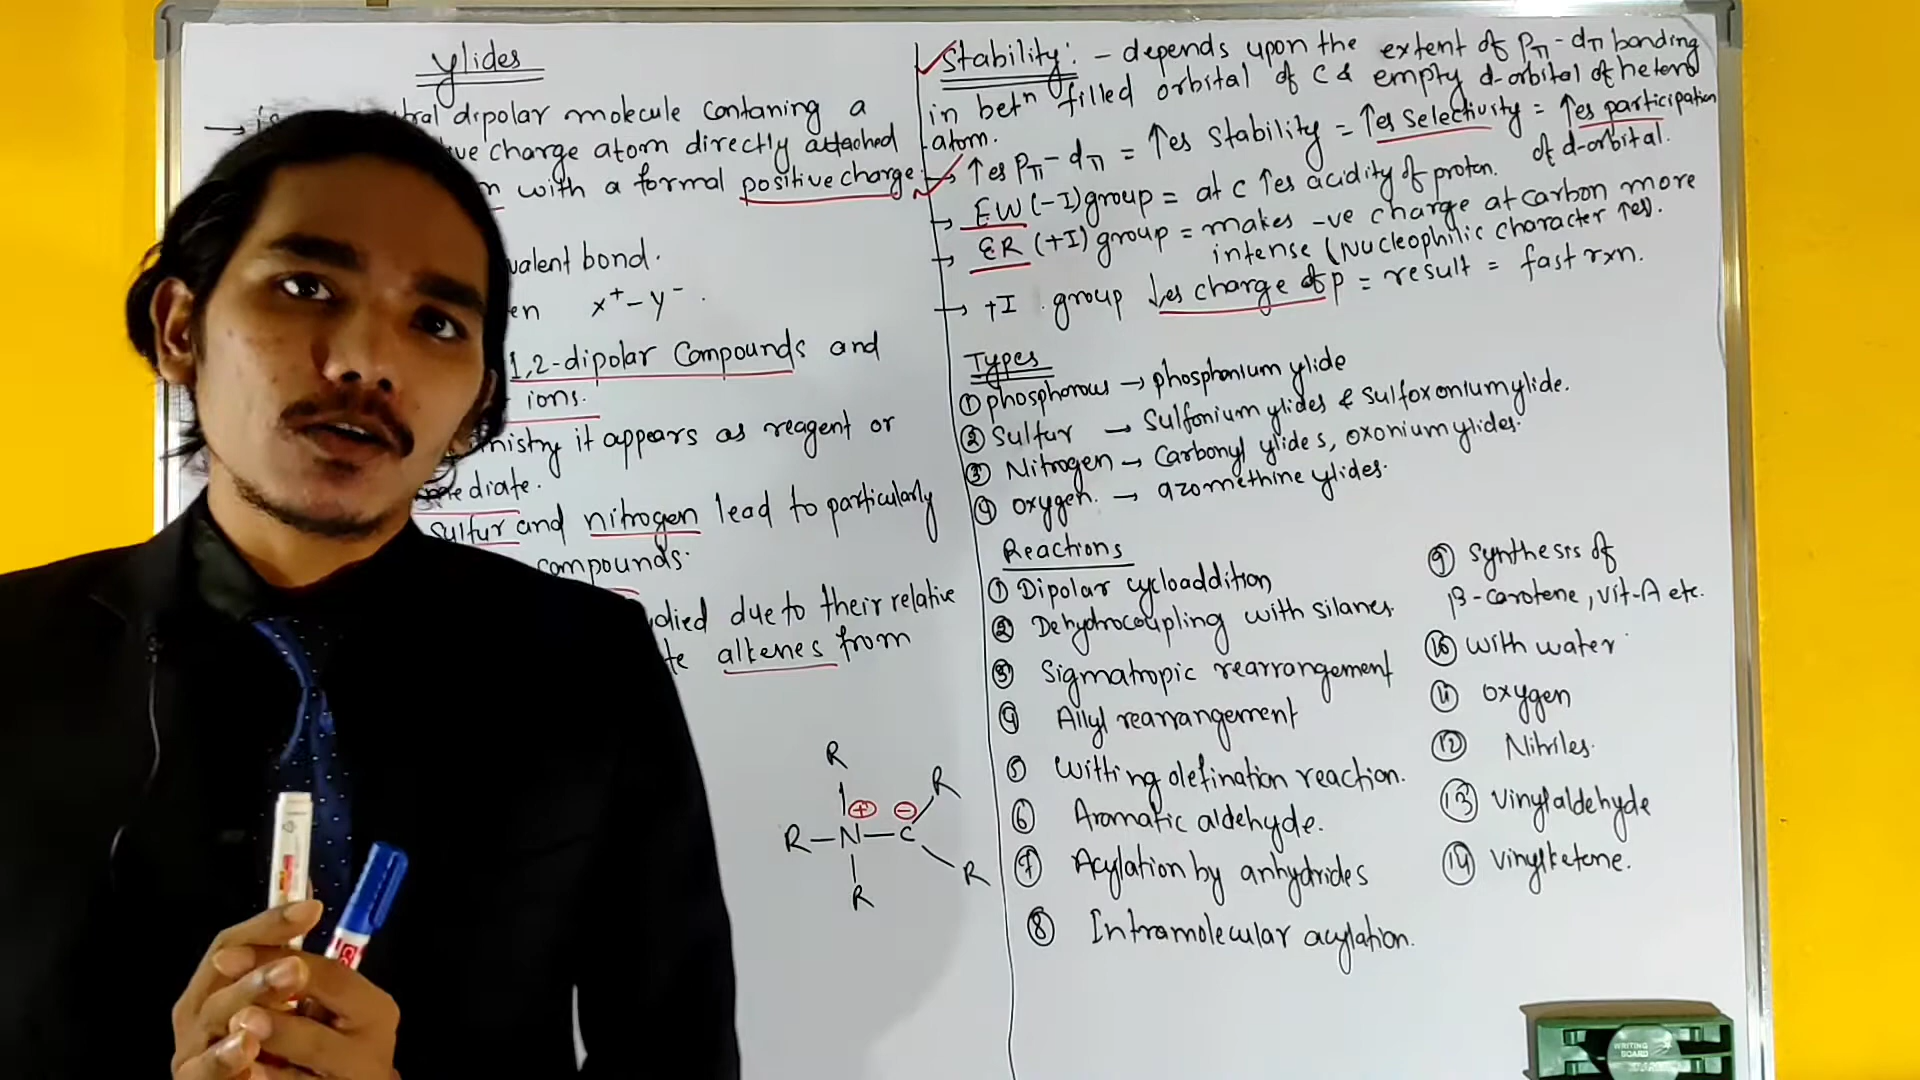 ylides
dipolar molecule contaning a
ve charge atom directly attached
with a formal positive charge
valent bond.
en x⁺-y⁻.
1,2-dipolar Compounds and
ions.
mistry it appears as reagent or
mediate.
sulfur and nitrogen lead to particularly
compounds.
died due to their relative
te alkenes from
R
R-N⊕-C⊖
R
R
R
Stability: - depends upon the extent of Pπ-dπ bonding
in betⁿ filled orbital of C & empty d-orbital of hetero
atom.
→ ↑es Pπ-dπ = ↑es stability = ↑es selectivity = ↑es participation
of d-orbital.
→ EW (-I) group = at C ↑es acidity of proton.
→ ER (+I) group = makes -ve charge at carbon more
intense (Nucleophilic character ↑es).
→ +I group ↓es charge of p = result = fast rxn.
Types
① phosphorous → phosphonium ylide
② Sulfur → Sulfonium ylides & Sulfoxonium ylide.
③ Nitrogen → Carbonyl ylides, oxonium ylides.
④ oxygen. → azomethine ylides.
Reactions
① Dipolar cycloaddition
② Dehydrocoupling with silanes.
③ Sigmatropic rearrangement
④ Allyl rearrangement
⑤ Witting olefination reaction.
⑥ Aromatic aldehyde.
⑦ Acylation by anhydrides
⑧ Intramolecular acylation.
⑨ Synthesis of
β-carotene, vit-A etc.
⑩ with water
⑪ oxygen
⑫ Nitriles.
⑬ vinylaldehyde
⑭ vinylketone.
WRITING
BOARD